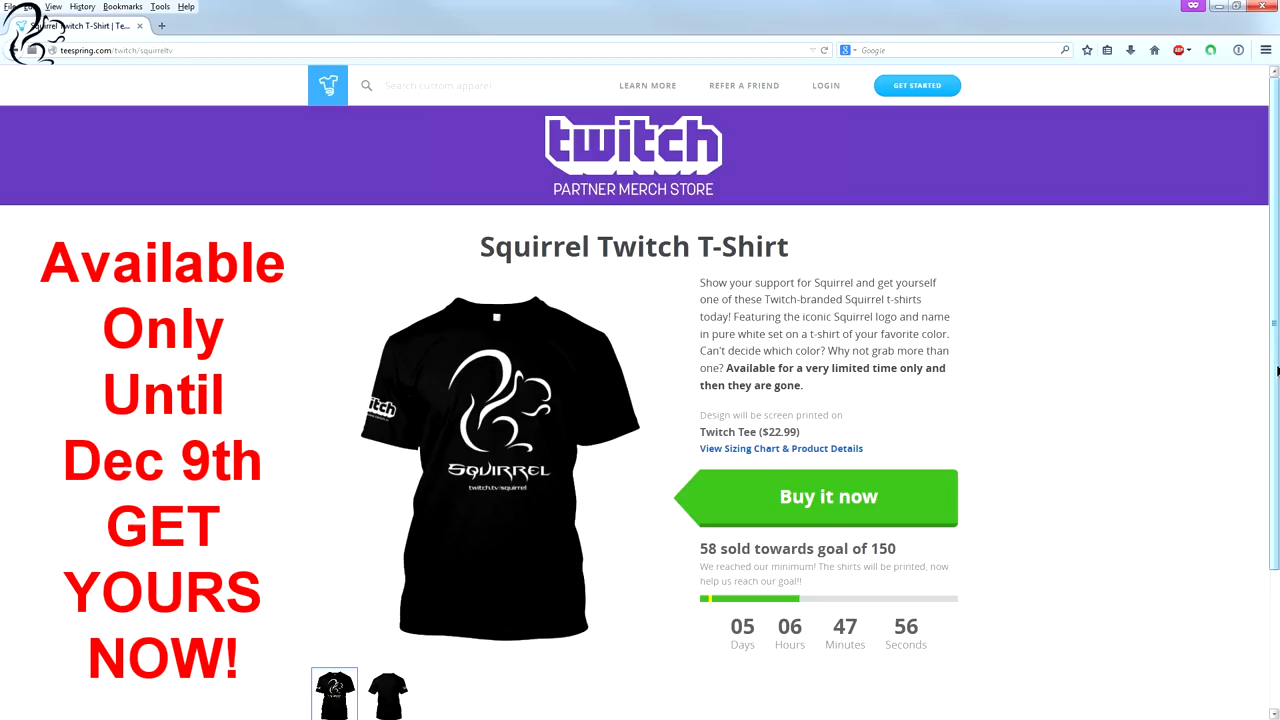 File Edit View History Bookmarks Tools Help
Squirrel Twitch T-Shirt | Te...
teespring.com/twitch/squirreltv
Google
Search custom apparel
LEARN MORE
REFER A FRIEND
LOGIN
GET STARTED
twitch
PARTNER MERCH STORE
Available
Only
Until
Dec 9th
GET
YOURS
NOW!
Squirrel Twitch T-Shirt
SQUIRREL
twitch.tv/squirrel
Show your support for Squirrel and get yourself
one of these Twitch-branded Squirrel t-shirts
today! Featuring the iconic Squirrel logo and name
in pure white set on a t-shirt of your favorite color.
Can't decide which color? Why not grab more than
one? Available for a very limited time only and
then they are gone.
Design will be screen printed on
Twitch Tee ($22.99)
View Sizing Chart & Product Details
Buy it now
58 sold towards goal of 150
We reached our minimum! The shirts will be printed, now
help us reach our goal!!
05 06 47 56
Days Hours Minutes Seconds